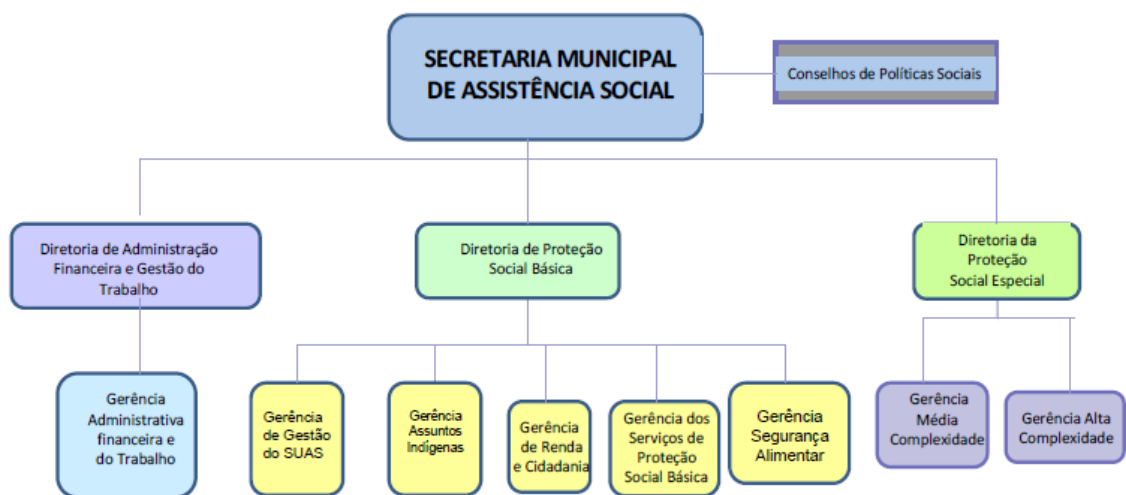 SECRETARIA MUNICIPAL
DE ASSISTÊNCIA SOCIAL
Conselhos de Políticas Sociais
Diretoria de Administração
Financeira e Gestão do
Trabalho
Diretoria de Proteção
Social Básica
Diretoria da
Proteção
Social Especial
Gerência
Administrativa
financeira e
do Trabalho
Gerência
de Gestão
do SUAS
Gerência
Assuntos
Indígenas
Gerência
de Renda
e Cidadania
Gerência dos
Serviços de
Proteção
Social Básica
Gerência
Segurança
Alimentar
Gerência
Média
Complexidade
Gerência Alta
Complexidade